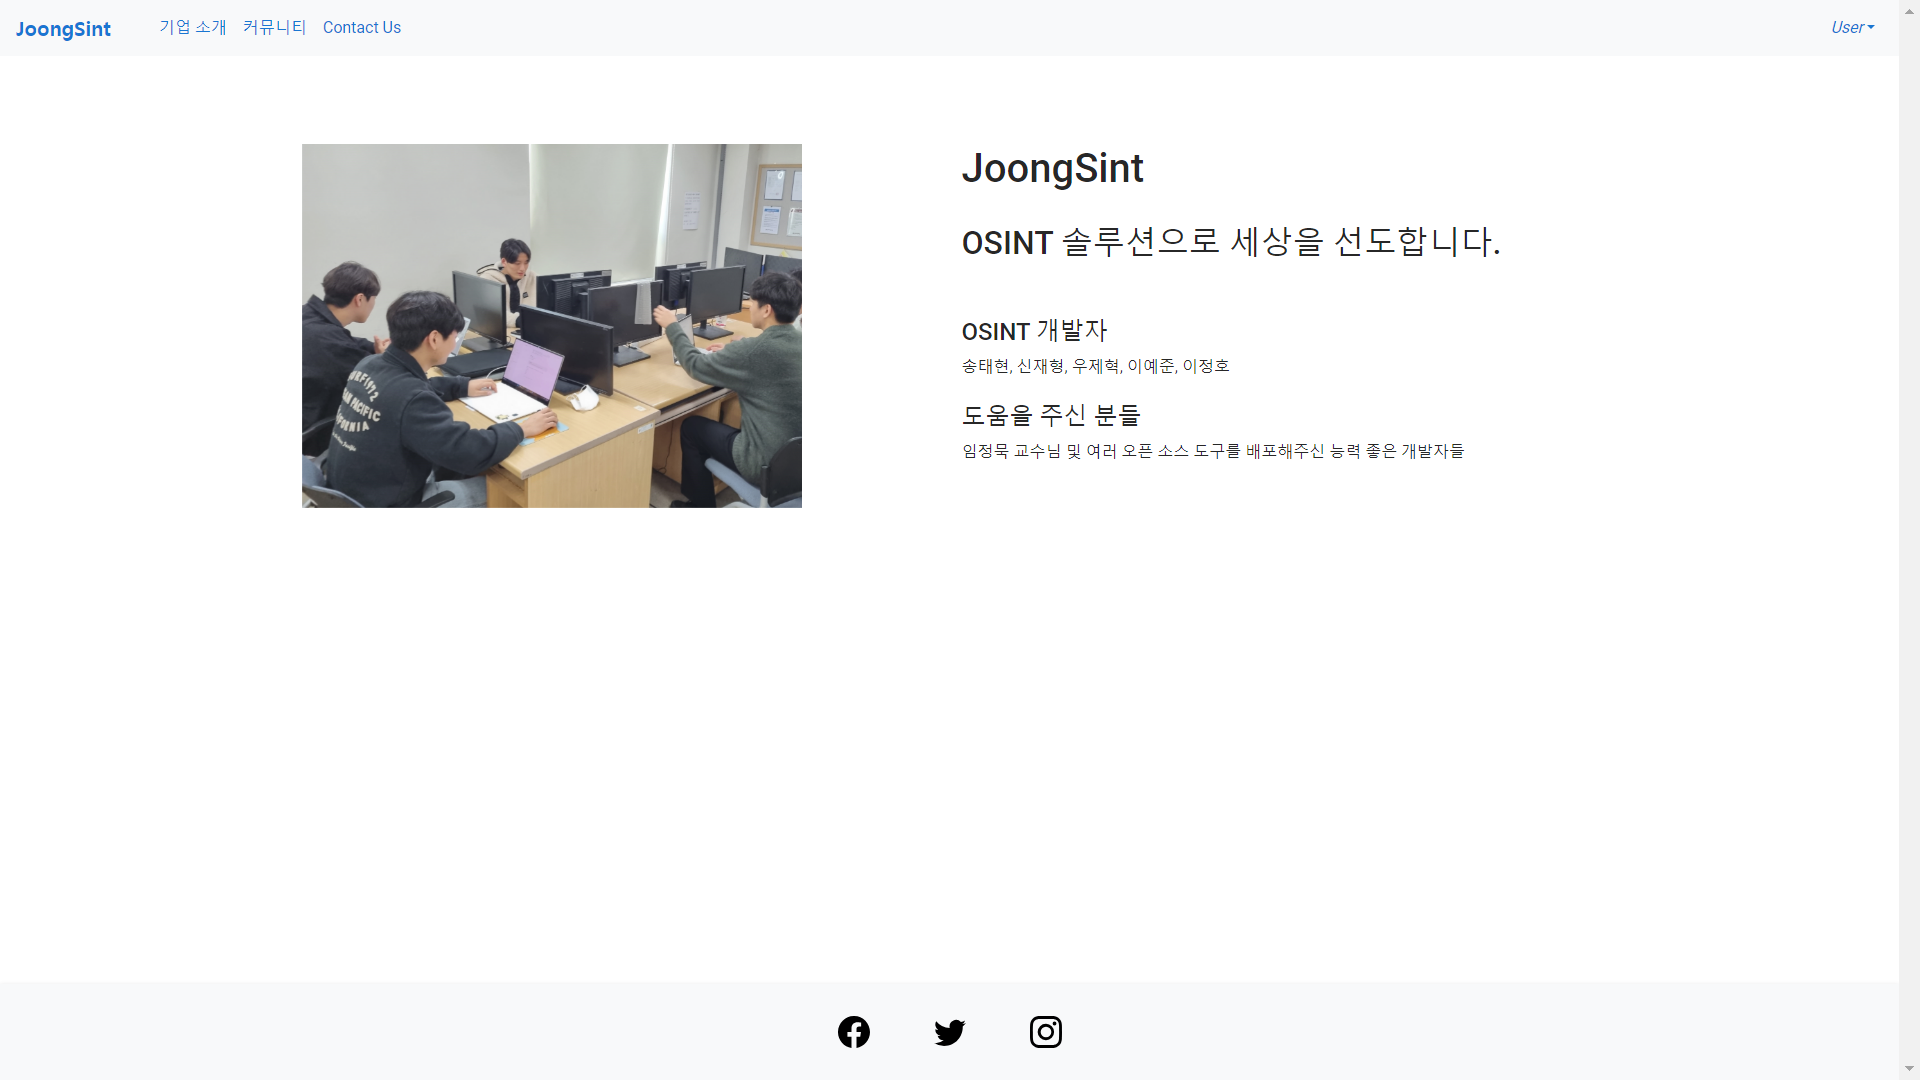 JoongSint
기업 소개
커뮤니티
Contact Us
User
JoongSint
OSINT 솔루션으로 세상을 선도합니다.
OSINT 개발자
송태현, 신재형, 우제혁, 이예준, 이정호
도움을 주신 분들
임정묵 교수님 및 여러 오픈 소스 도구를 배포해주신 능력 좋은 개발자들
PACIFIC